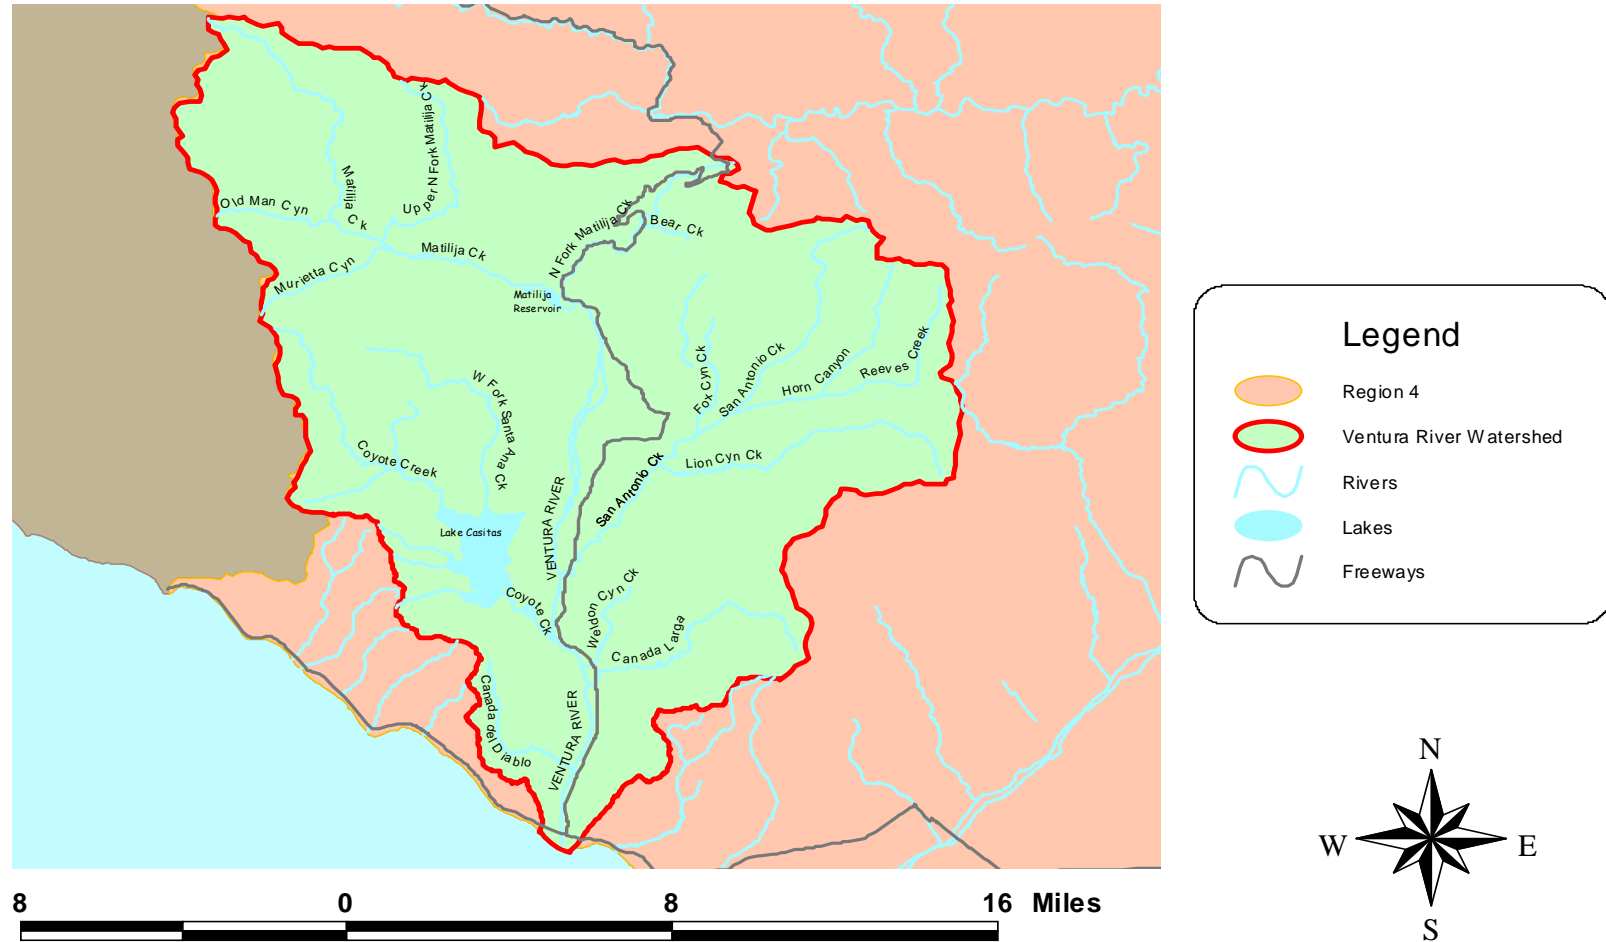 Upper N Fork Matilija Ck
Matilija
Ck
Old Man Cyn
N Fork Matilija Ck
Bear Ck
Matilija Ck
Murietta Cyn
Matilija
Reservoir
Fox Cyn Ck
San Antonio Ck
Horn Canyon
Reeves Creek
W Fork Santa Ana Ck
Coyote Creek
San Antonio Ck
Lion Cyn Ck
VENTURA RIVER
Lake Casitas
Coyote Ck
Weldon Cyn Ck
Canada Larga
Canada del Diablo
VENTURA RIVER
Legend
Region 4
Ventura River Watershed
Rivers
Lakes
Freeways
N
W
E
S
8 0 8 16 Miles